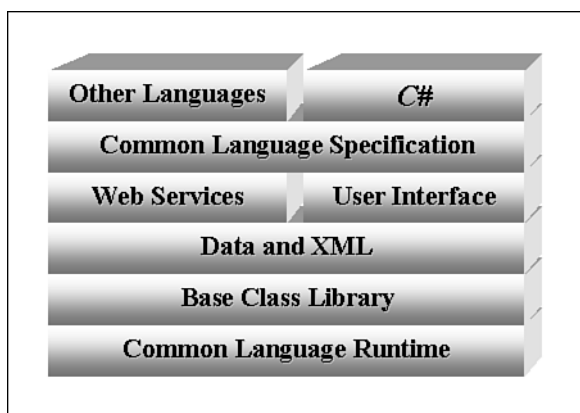 Other Languages
C#
Common Language Specification
Web Services
User Interface
Data and XML
Base Class Library
Common Language Runtime